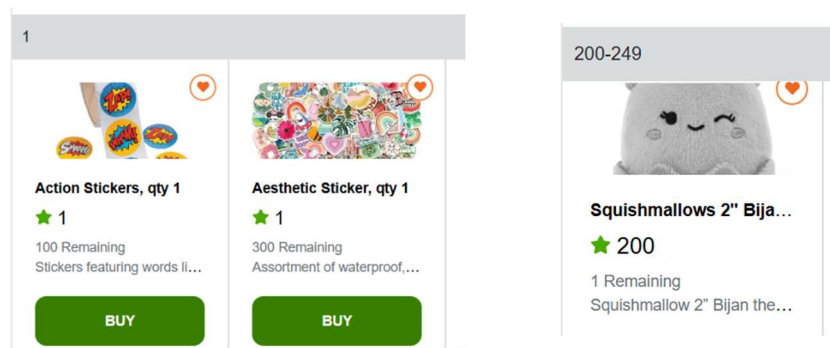 1
Action Stickers, qty 1
1
100 Remaining
Stickers featuring words li...
BUY
Aesthetic Sticker, qty 1
1
300 Remaining
Assortment of waterproof,...
BUY
200-249
Squishmallows 2" Bija...
200
1 Remaining
Squishmallow 2” Bijan the...